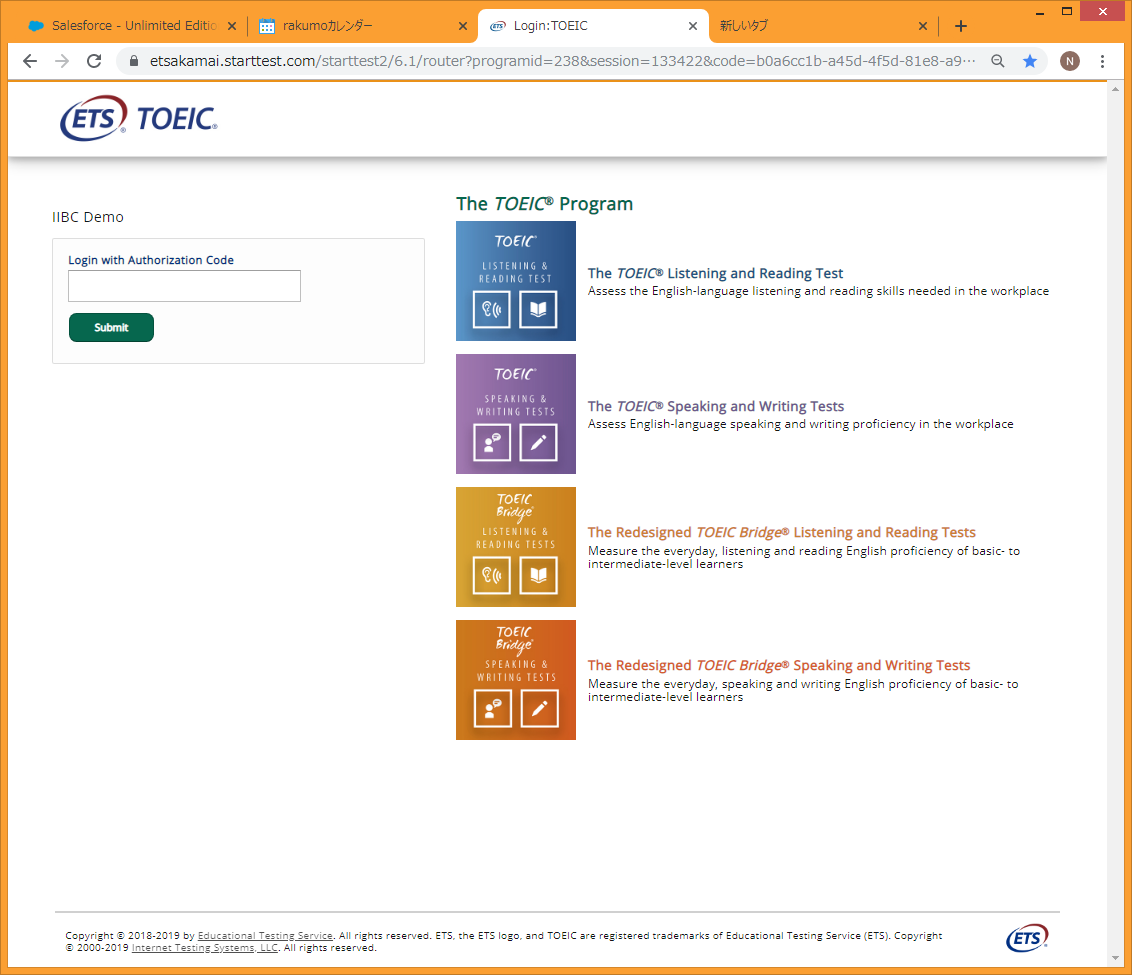 Salesforce - Unlimited Editio
rakumoカレンダー
Login:TOEIC
新しいタブ
etsakamai.starttest.com/starttest2/6.1/router?programid=238&session=133422&code=b0a6cc1b-a45d-4f5d-81e8-a9···
N
ETS® TOEIC®
IIBC Demo
Login with Authorization Code
Submit
The TOEIC® Program
TOEIC®
LISTENING &
READING TEST
The TOEIC® Listening and Reading Test
Assess the English-language listening and reading skills needed in the workplace
TOEIC®
SPEAKING &
WRITING TESTS
The TOEIC® Speaking and Writing Tests
Assess English-language speaking and writing proficiency in the workplace
TOEIC
Bridge®
LISTENING &
READING TESTS
The Redesigned TOEIC Bridge® Listening and Reading Tests
Measure the everyday, listening and reading English proficiency of basic- to
intermediate-level learners
TOEIC
Bridge®
SPEAKING &
WRITING TESTS
The Redesigned TOEIC Bridge® Speaking and Writing Tests
Measure the everyday, speaking and writing English proficiency of basic- to
intermediate-level learners
Copyright © 2018-2019 by Educational Testing Service. All rights reserved. ETS, the ETS logo, and TOEIC are registered trademarks of Educational Testing Service (ETS). Copyright
© 2000-2019 Internet Testing Systems, LLC. All rights reserved.
ETS®